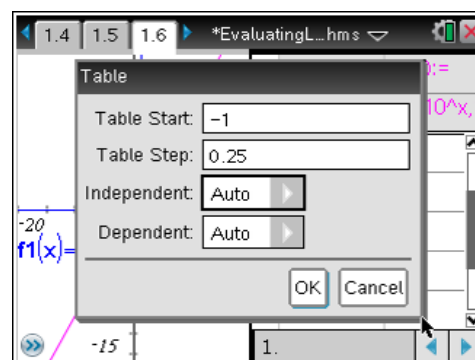 1.4 1.5 1.6 *EvaluatingL...hms
Table
):=
Table Start: -1
10^x,
Table Step: 0.25
Independent: Auto
-20
Dependent: Auto
f1(x)=
OK Cancel
-15
1.